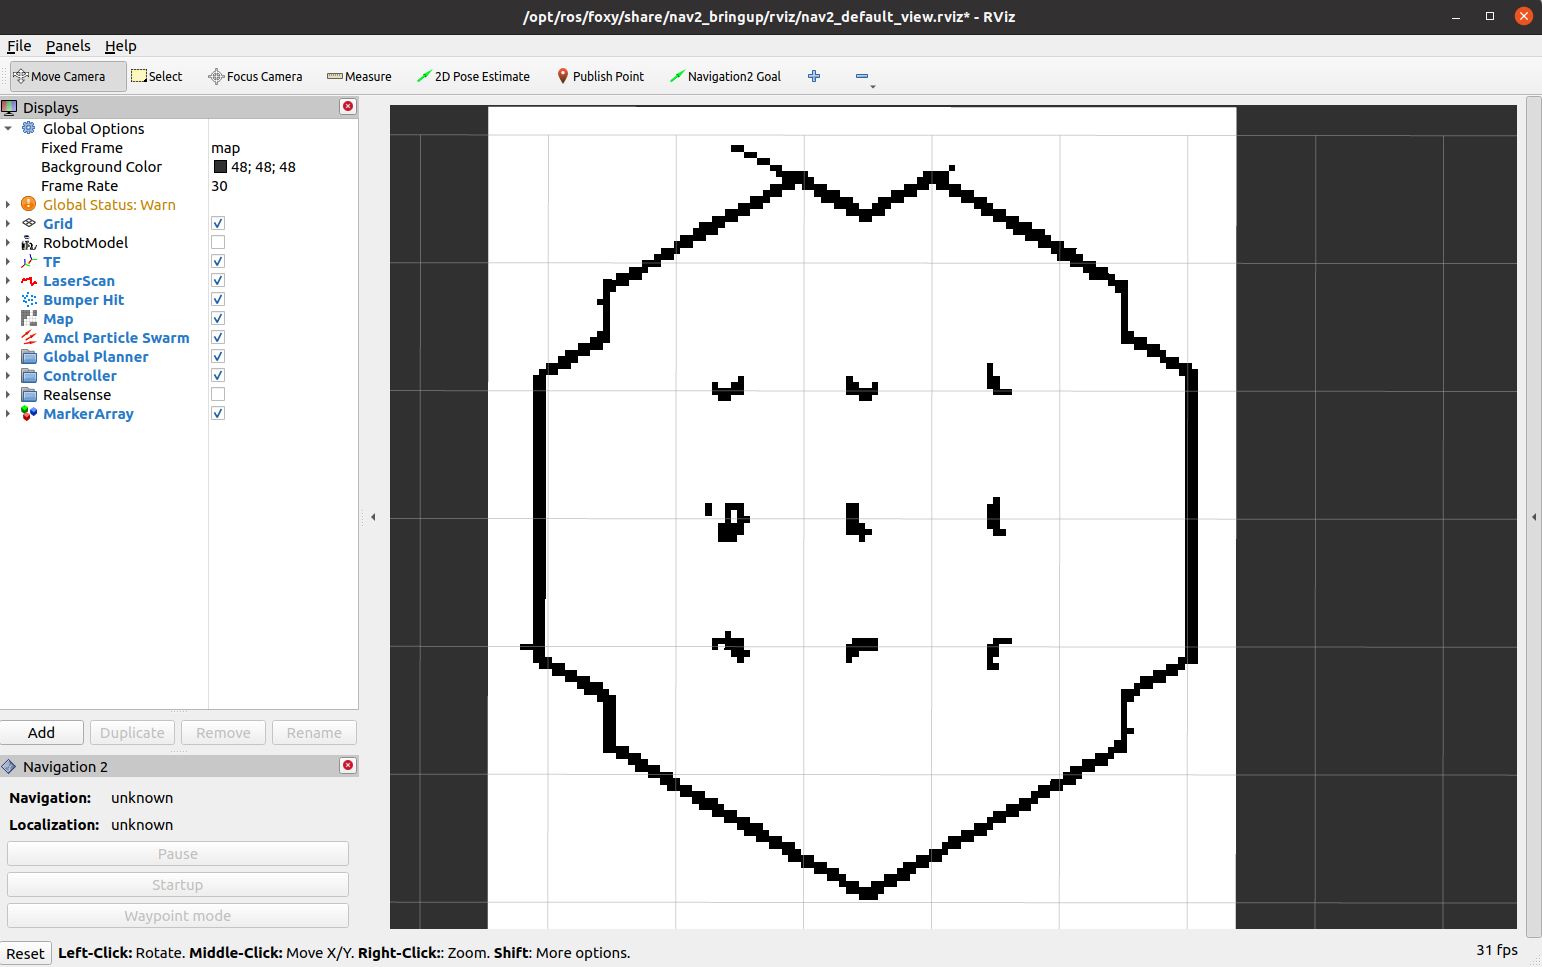 /opt/ros/foxy/share/nav2_bringup/rviz/nav2_default_view.rviz* - RViz
File Panels Help
Move Camera Select Focus Camera Measure 2D Pose Estimate Publish Point Navigation2 Goal
Displays
Global Options
Fixed Frame map
Background Color 48; 48; 48
Frame Rate 30
Global Status: Warn
Grid
RobotModel
TF
LaserScan
Bumper Hit
Map
Amcl Particle Swarm
Global Planner
Controller
Realsense
MarkerArray
Add Duplicate Remove Rename
Navigation 2
Navigation: unknown
Localization: unknown
Pause
Startup
Waypoint mode
Reset Left-Click: Rotate. Middle-Click: Move X/Y. Right-Click:: Zoom. Shift: More options. 31 fps